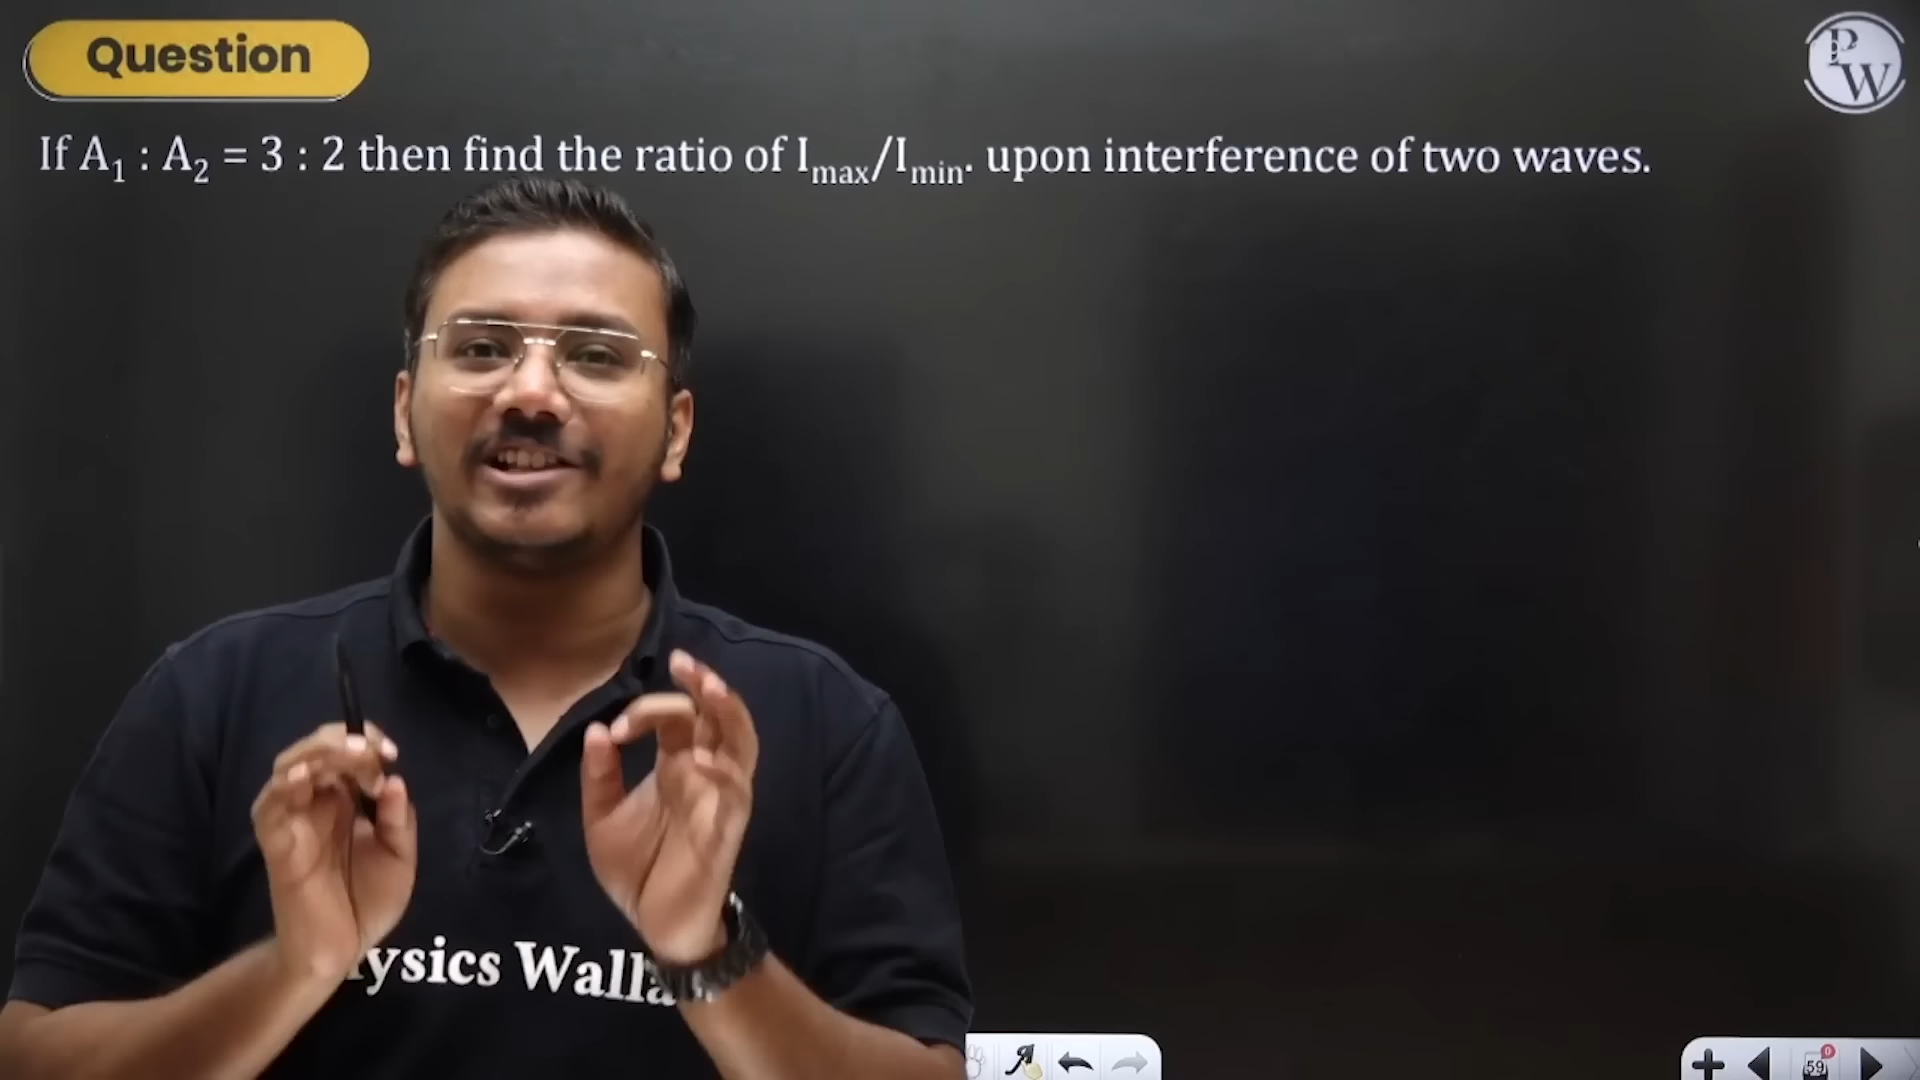 Question
PW
If A₁ : A₂ = 3 : 2 then find the ratio of Iₘₐₓ/Iₘᵢₙ. upon interference of two waves.
ysics Walla
59
0